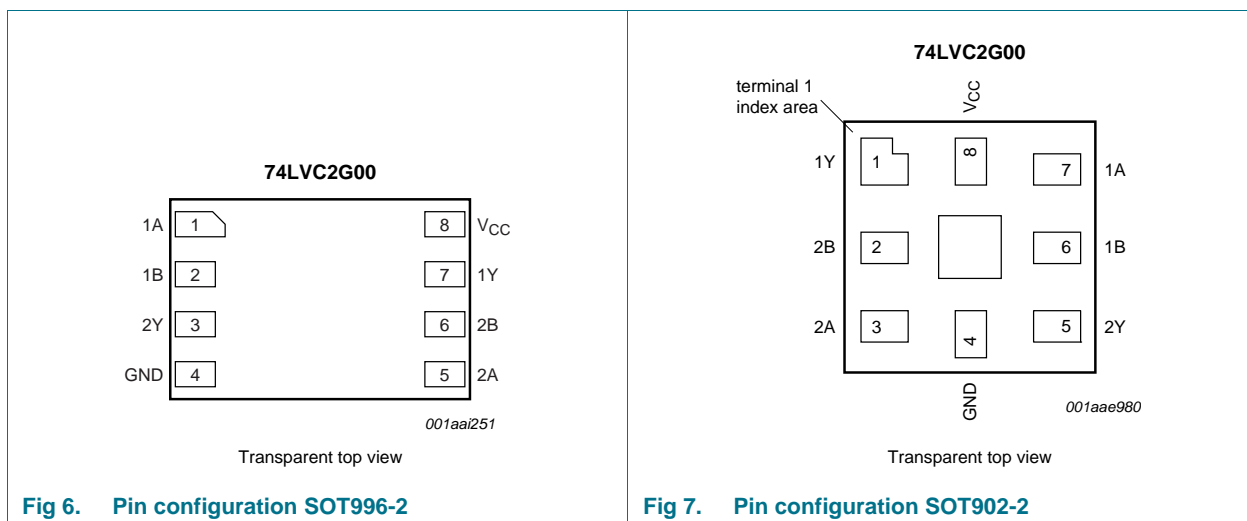 74LVC2G00
1A 1 8 VCC
1B 2 7 1Y
2Y 3 6 2B
GND 4 5 2A
001aai251
Transparent top view
Fig 6. Pin configuration SOT996-2
74LVC2G00
terminal 1
index area
VCC
1Y 1 8 7 1A
2B 2 6 1B
2A 3 4 5 2Y
GND
001aae980
Transparent top view
Fig 7. Pin configuration SOT902-2